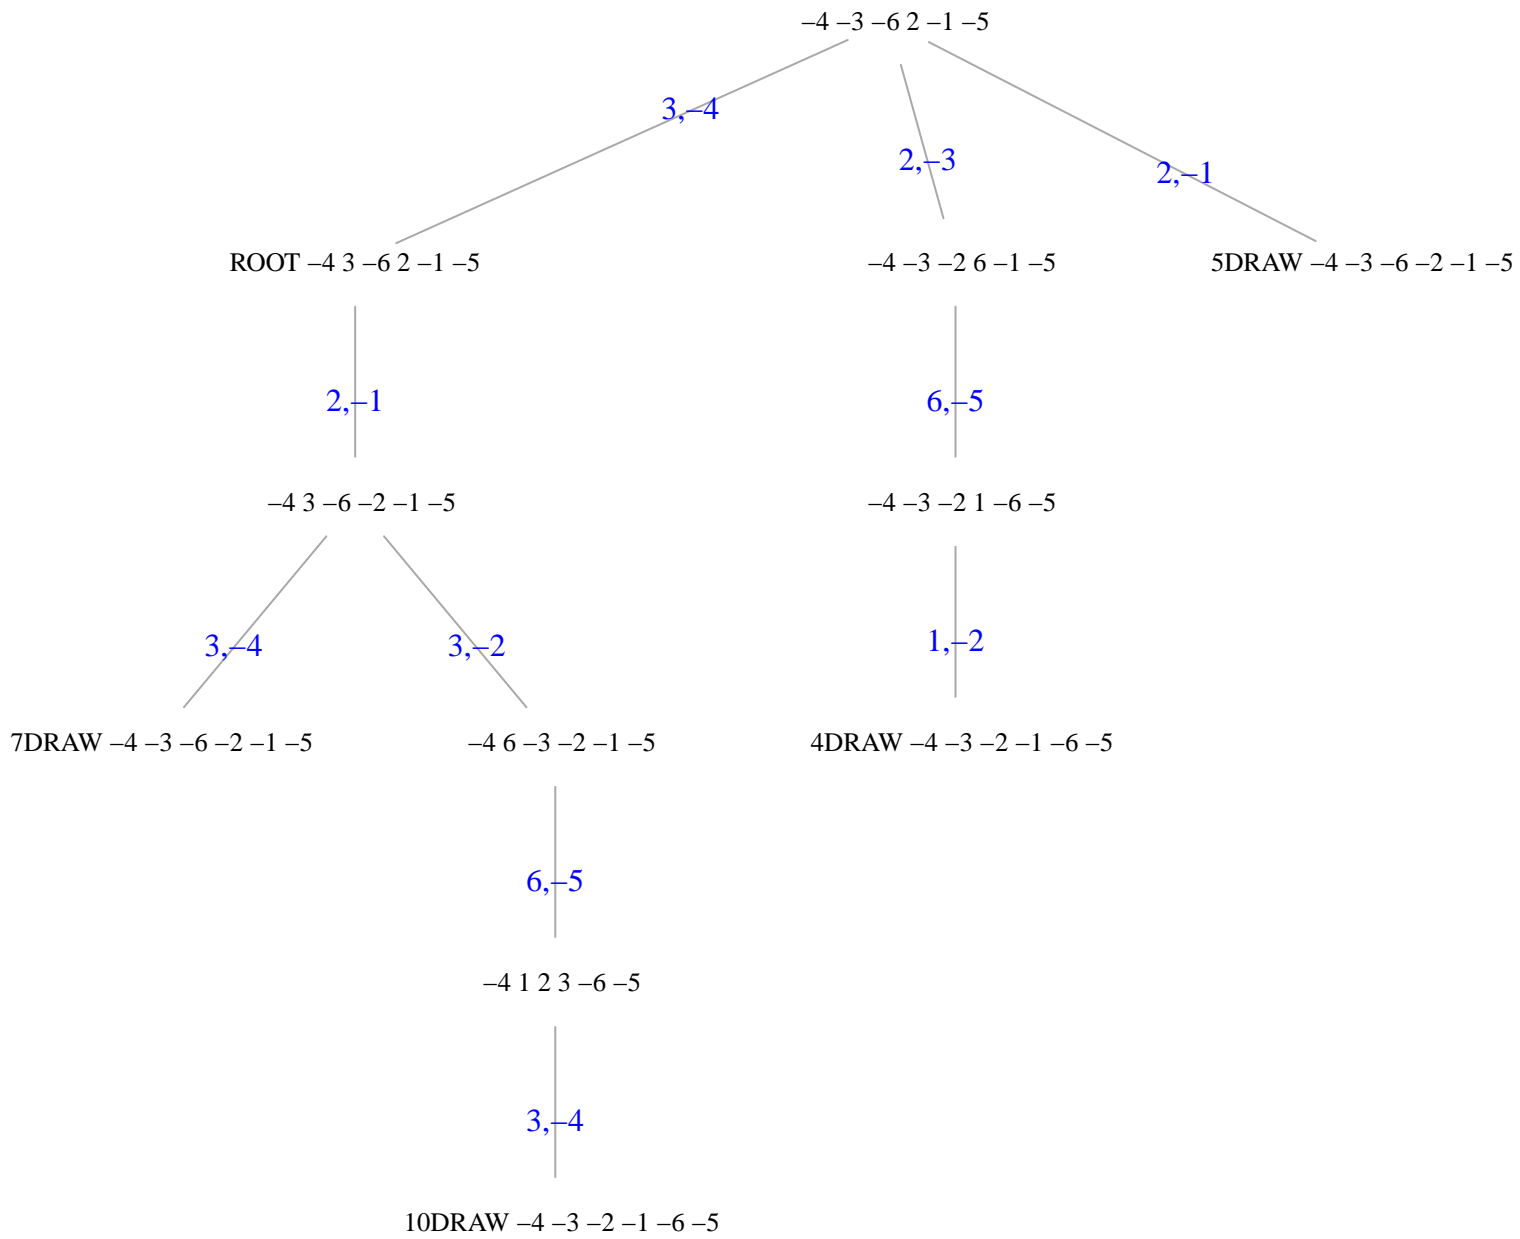 –4 –3 –6 2 –1 –5
3,–4
2,–3
2,–1
ROOT –4 3 –6 2 –1 –5
–4 –3 –2 6 –1 –5
5DRAW –4 –3 –6 –2 –1 –5
2,–1
6,–5
–4 3 –6 –2 –1 –5
–4 –3 –2 1 –6 –5
3,–4
3,–2
1,–2
7DRAW –4 –3 –6 –2 –1 –5
–4 6 –3 –2 –1 –5
4DRAW –4 –3 –2 –1 –6 –5
6,–5
–4 1 2 3 –6 –5
3,–4
10DRAW –4 –3 –2 –1 –6 –5